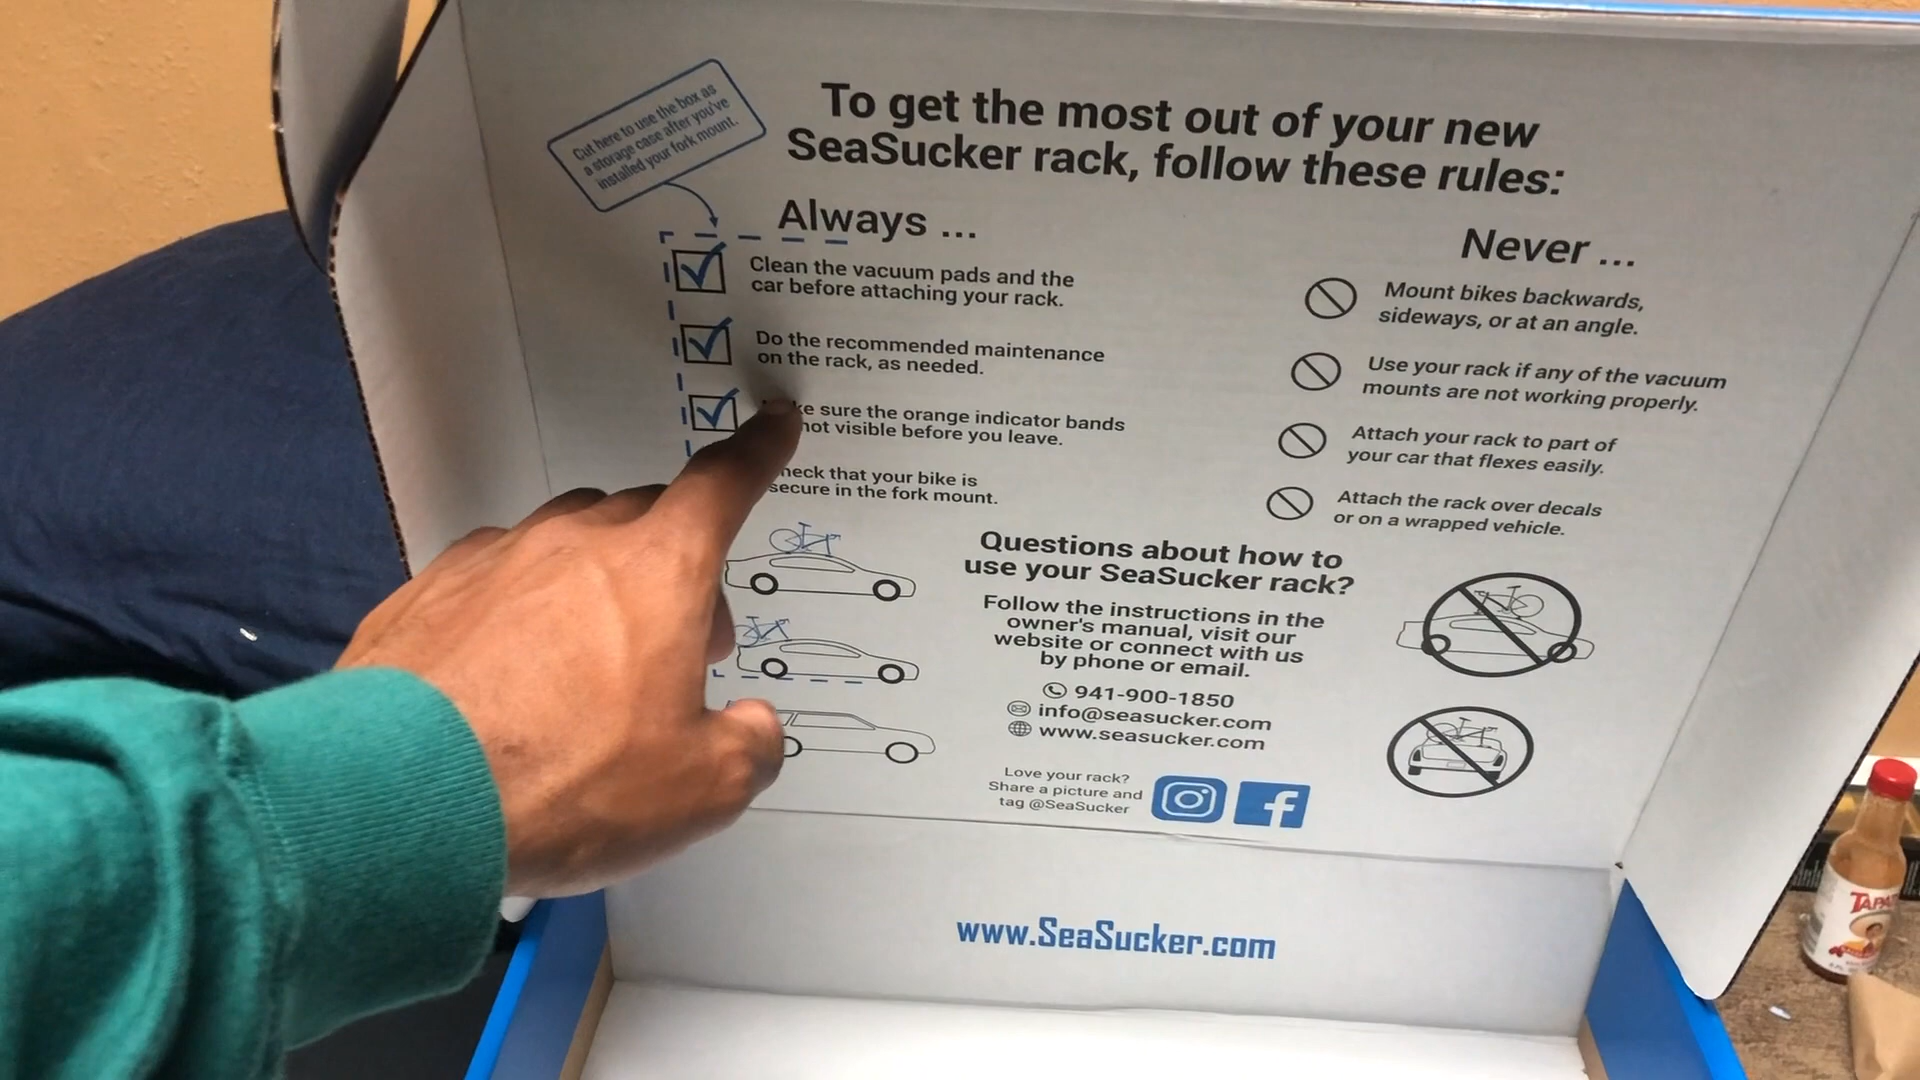 Cut here to use the box as
a storage case after you've
installed your fork mount.
To get the most out of your new
SeaSucker rack, follow these rules:
Always ...
Clean the vacuum pads and the
car before attaching your rack.
Do the recommended maintenance
on the rack, as needed.
sure the orange indicator bands
not visible before you leave.
that your bike is
secure in the fork mount.
Never ...
Mount bikes backwards,
sideways, or at an angle.
Use your rack if any of the vacuum
mounts are not working properly.
Attach your rack to part of
your car that flexes easily.
Attach the rack over decals
or on a wrapped vehicle.
Questions about how to
use your SeaSucker rack?
Follow the instructions in the
owner's manual, visit our
website or connect with us
by phone or email.
941-900-1850
info@seasucker.com
www.seasucker.com
Love your rack?
Share a picture and
tag @SeaSucker
www.SeaSucker.com